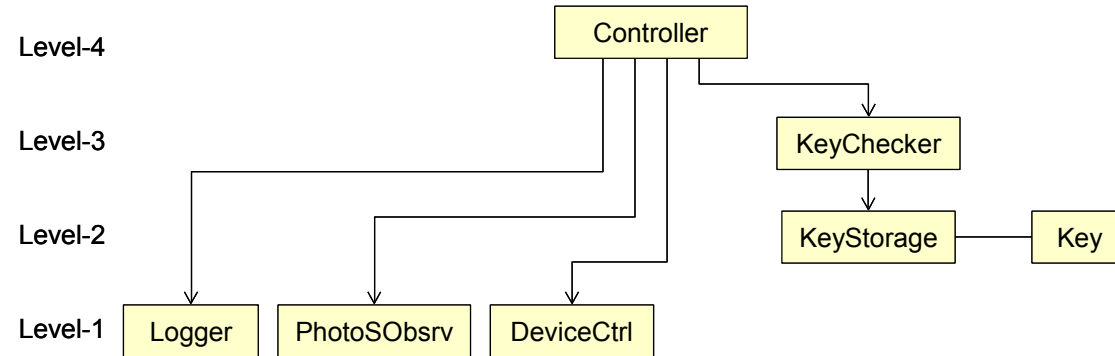 Level-4
Controller
Level-3
KeyChecker
Level-2
KeyStorage
Key
Level-1
Logger
PhotoSObsrv
DeviceCtrl